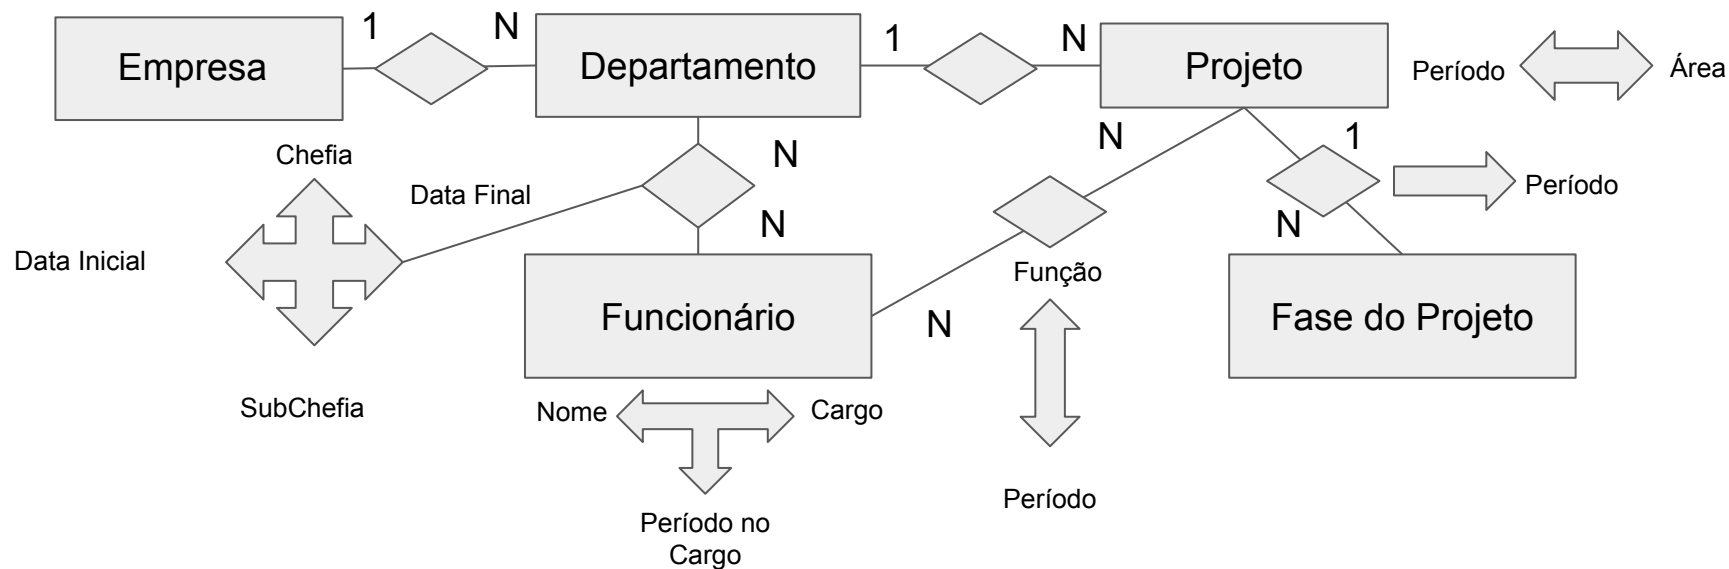 1
N
1
N
Empresa
Departamento
Projeto
Período
Área
N
1
Chefia
N
Data Final
Período
N
N
Data Inicial
Função
Funcionário
N
Fase do Projeto
SubChefia
Nome
Cargo
Período
Período no
Cargo